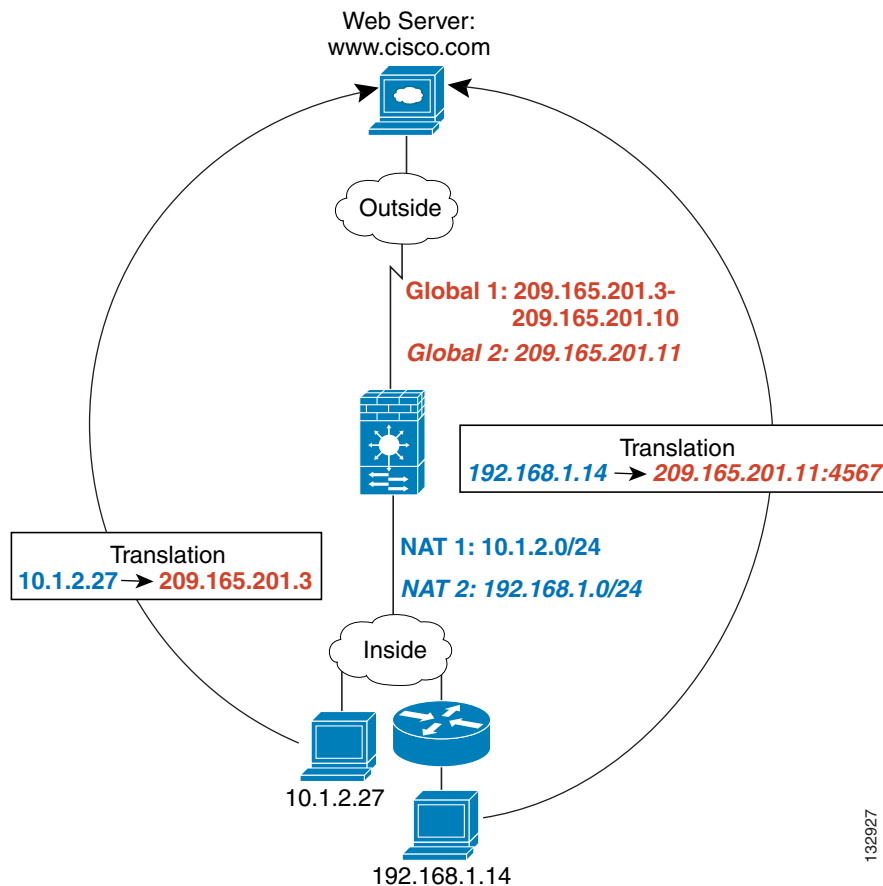 Web Server:
www.cisco.com
Outside
Global 1: 209.165.201.3-
209.165.201.10
Global 2: 209.165.201.11
Translation
192.168.1.14 209.165.201.11:4567
NAT 1: 10.1.2.0/24
NAT 2: 192.168.1.0/24
Translation
10.1.2.27 209.165.201.3
Inside
10.1.2.27
192.168.1.14
132927